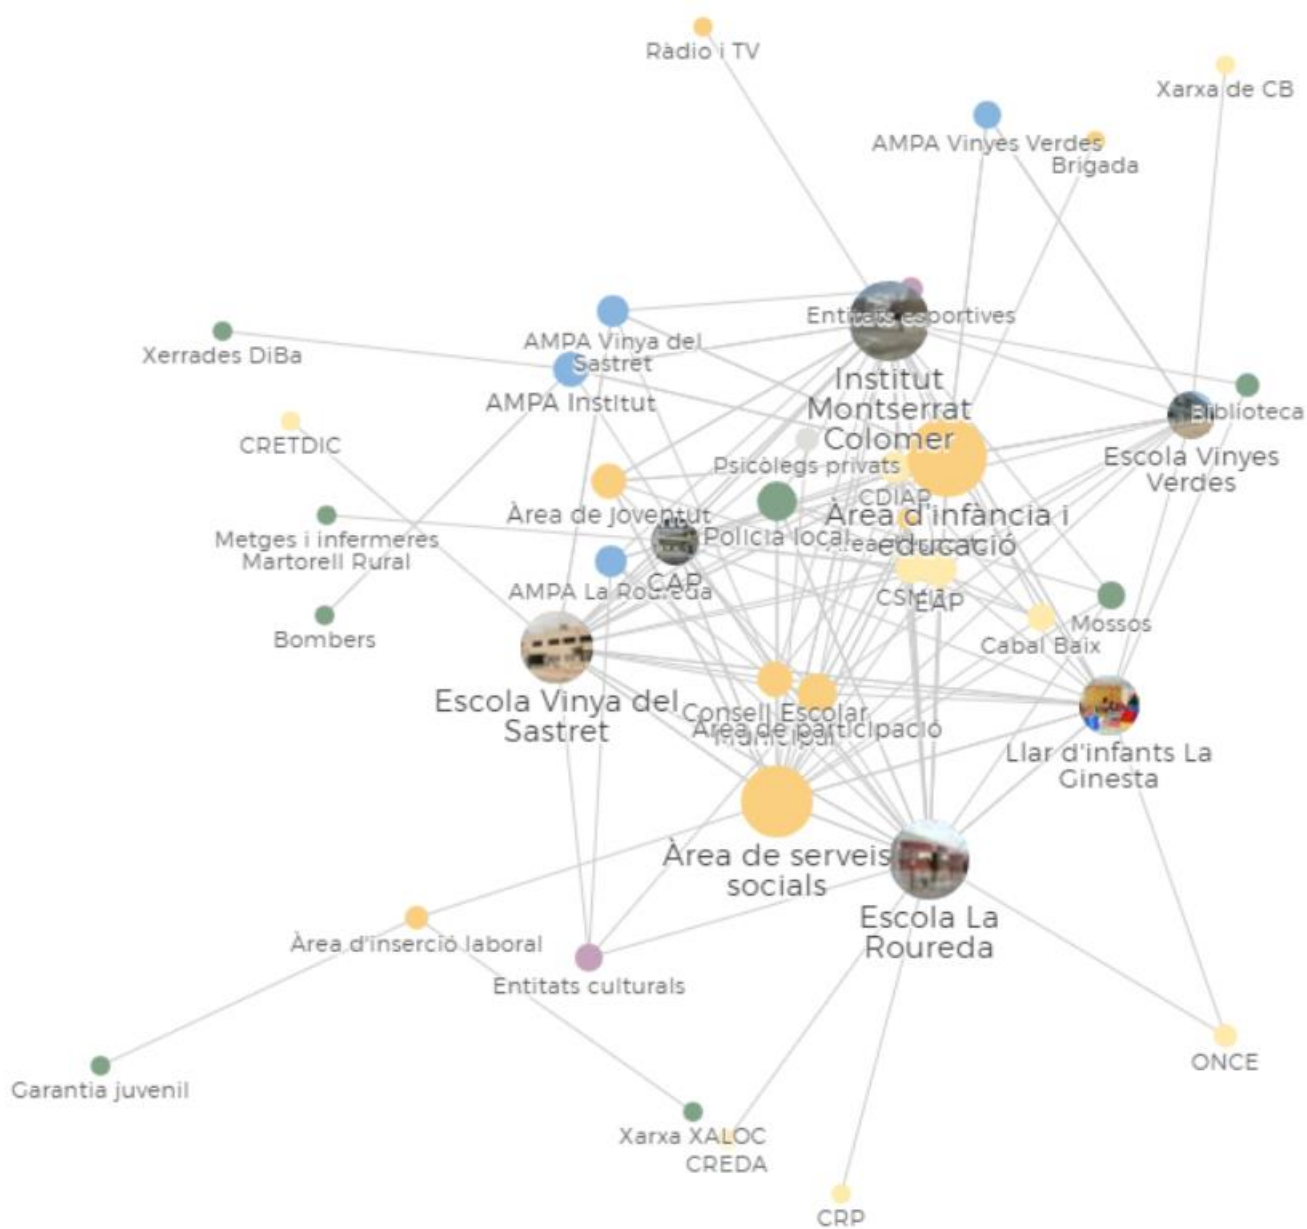 Ràdio i TV
Xarxa de CB
AMPA Vinyes Verdes
Brigada
Entitats esportives
Xerrades DiBa
AMPA Vinya del
Sastret
AMPA Institut
Institut
Montserrat
Colomer
Biblioteca
CRETDIC
Psicòlegs privats
Escola Vinyes
Verdes
CDIAP
Àrea de joventut
Àrea d'infància i
educació
Policia local
Metges i infermeres
Martorell Rural
CAP
AMPA La Roureda
EAP
Mossos
Bombers
Cabal Baix
Escola Vinya del
Sastret
Consell Escolar
Municipal
Àrea de participació
Llar d'infants La
Ginesta
Àrea de serveis
socials
Escola La
Roureda
Àrea d'inserció laboral
Entitats culturals
ONCE
Garantia juvenil
Xarxa XALOC
CREDA
CRP